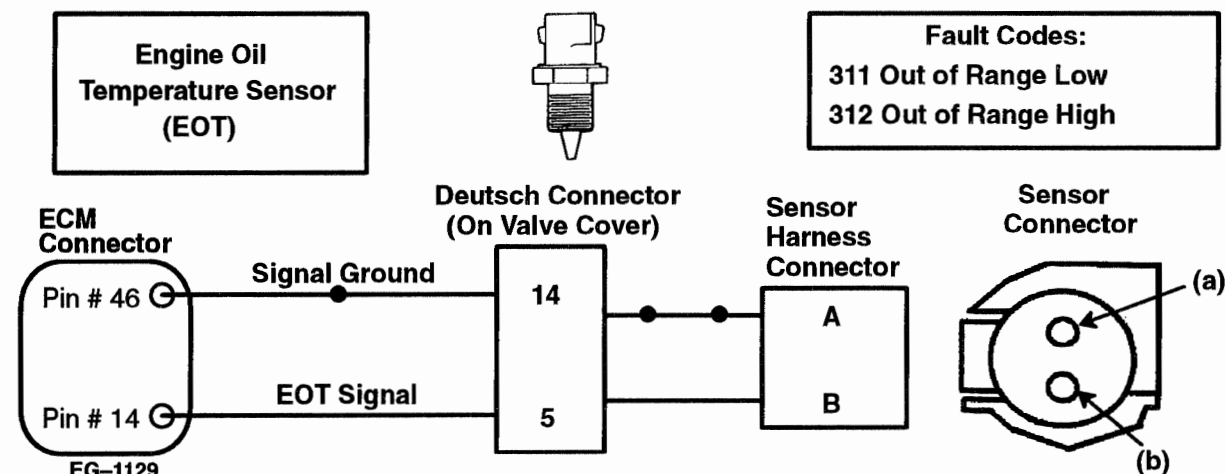 Engine Oil
Temperature Sensor
(EOT)
Fault Codes:
311 Out of Range Low
312 Out of Range High
Deutsch Connector
(On Valve Cover)
ECM
Connector
Sensor
Harness
Connector
Sensor
Connector
Signal Ground
Pin # 46
14
A
(a)
EOT Signal
Pin # 14
5
B
(b)
EG–1129